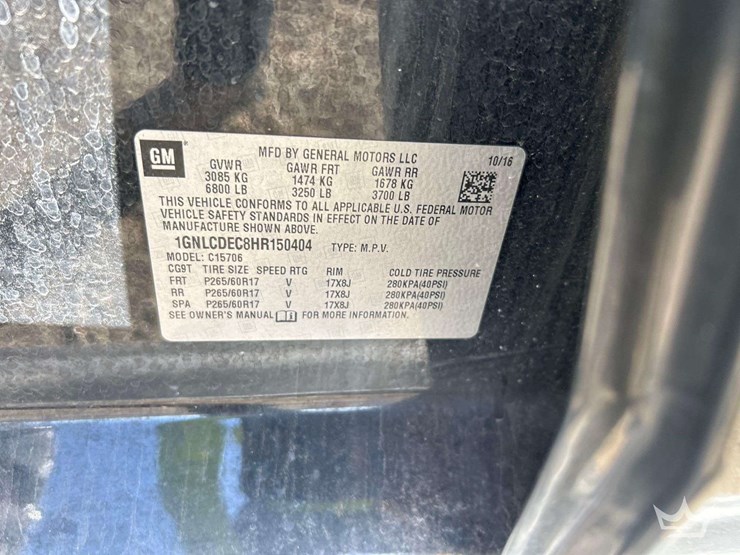 GM
MFD BY GENERAL MOTORS LLC 10/16
GVWR GAWR FRT GAWR RR
3085 KG 1474 KG 1678 KG
6800 LB 3250 LB 3700 LB
THIS VEHICLE CONFORMS TO ALL APPLICABLE U.S. FEDERAL MOTOR
VEHICLE SAFETY STANDARDS IN EFFECT ON THE DATE OF
MANUFACTURE SHOWN ABOVE.
1GNLCDEC8HR150404 TYPE: M.P.V.
MODEL: C15706
CG9T TIRE SIZE SPEED RTG RIM COLD TIRE PRESSURE
FRT P265/60R17 V 17X8J 280KPA(40PSI)
RR P265/60R17 V 17X8J 280KPA(40PSI)
SPA P265/60R17 V 17X8J 280KPA(40PSI)
SEE OWNER'S MANUAL FOR MORE INFORMATION.